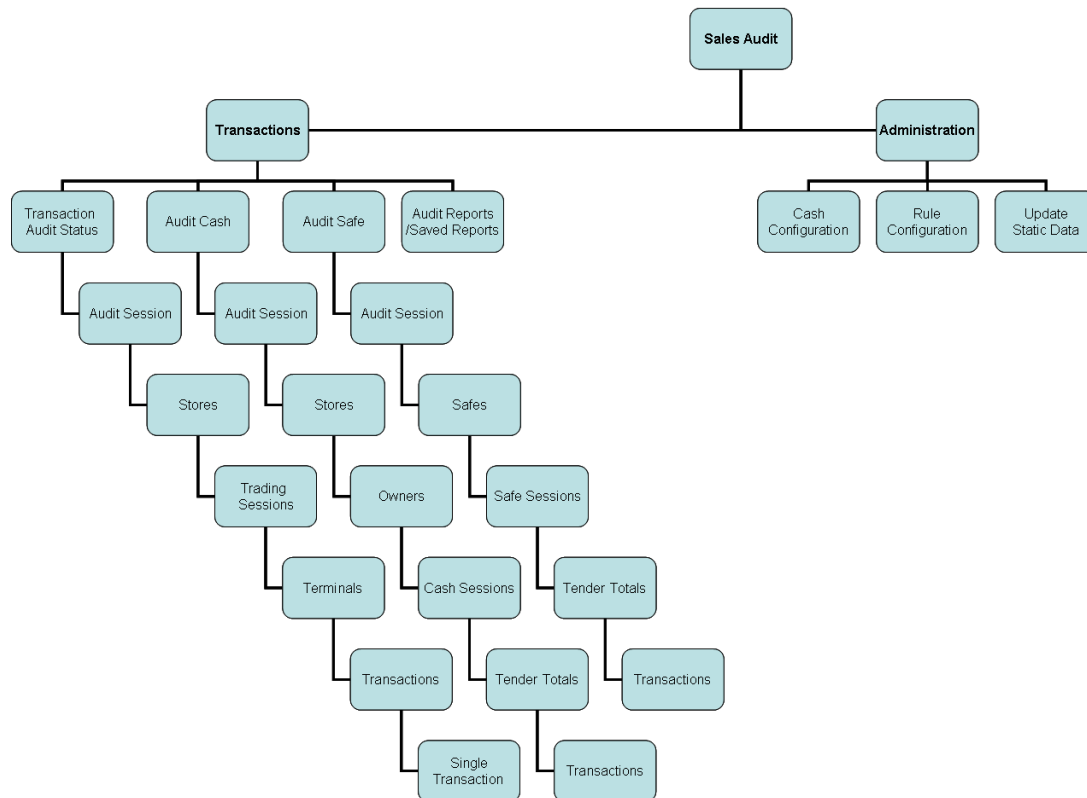 Sales Audit
Transactions
Administration
Transaction
Audit Status
Audit Cash
Audit Safe
Audit Reports
/Saved Reports
Cash
Configuration
Rule
Configuration
Update
Static Data
Audit Session
Audit Session
Audit Session
Stores
Stores
Safes
Trading
Sessions
Owners
Safe Sessions
Terminals
Cash Sessions
Tender Totals
Transactions
Tender Totals
Transactions
Single
Transaction
Transactions